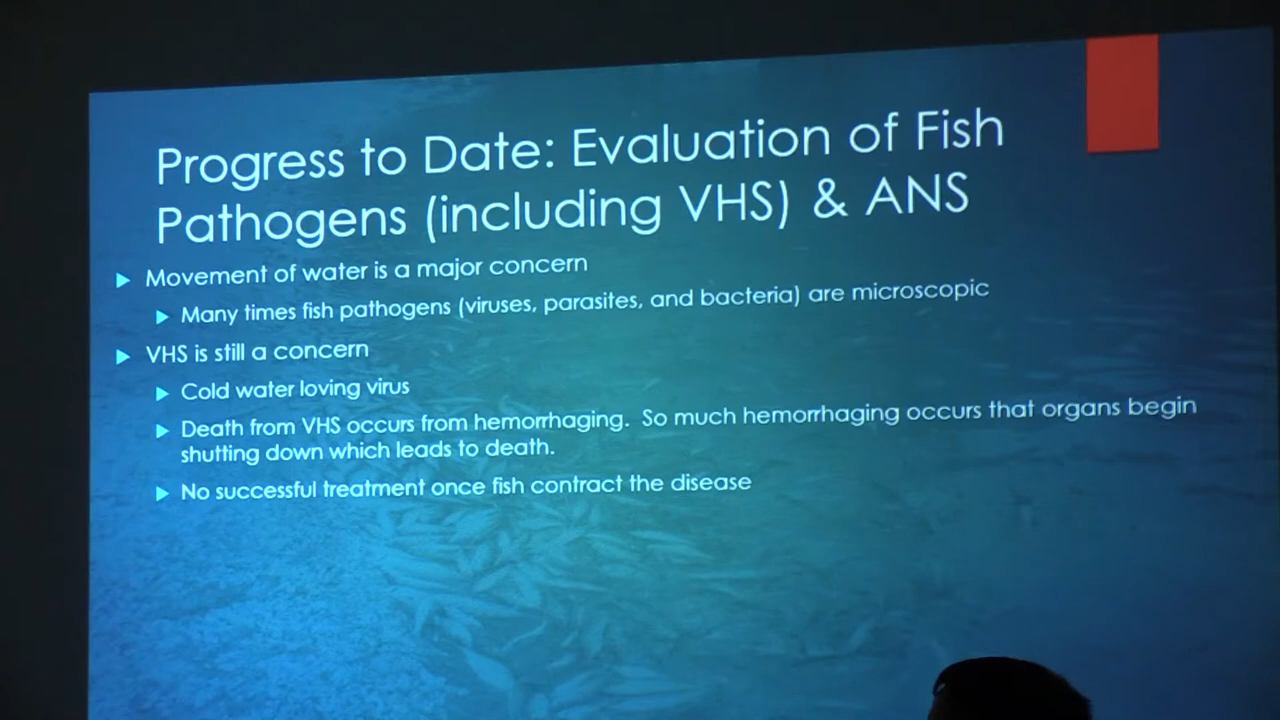 Progress to Date: Evaluation of Fish
Pathogens (including VHS) & ANS
Movement of water is a major concern
Many times fish pathogens (viruses, parasites, and bacteria) are microscopic
VHS is still a concern
Cold water loving virus
Death from VHS occurs from hemorrhaging. So much hemorrhaging occurs that organs begin
shutting down which leads to death.
No successful treatment once fish contract the disease